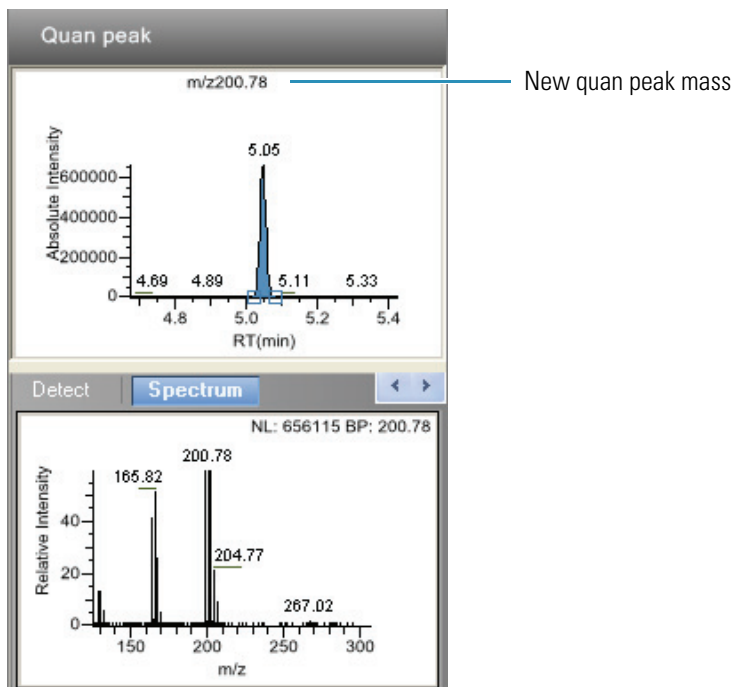 Quan peak
m/z200.78
New quan peak mass
Absolute Intensity
600000
400000
200000
0
5.05
4.69 4.89 5.11 5.33
4.8 5.0 5.2 5.4
RT(min)
Detect Spectrum
NL: 656115 BP: 200.78
Relative Intensity
40
20
0
165.82
200.78
204.77
267.02
150 200 250 300
m/z